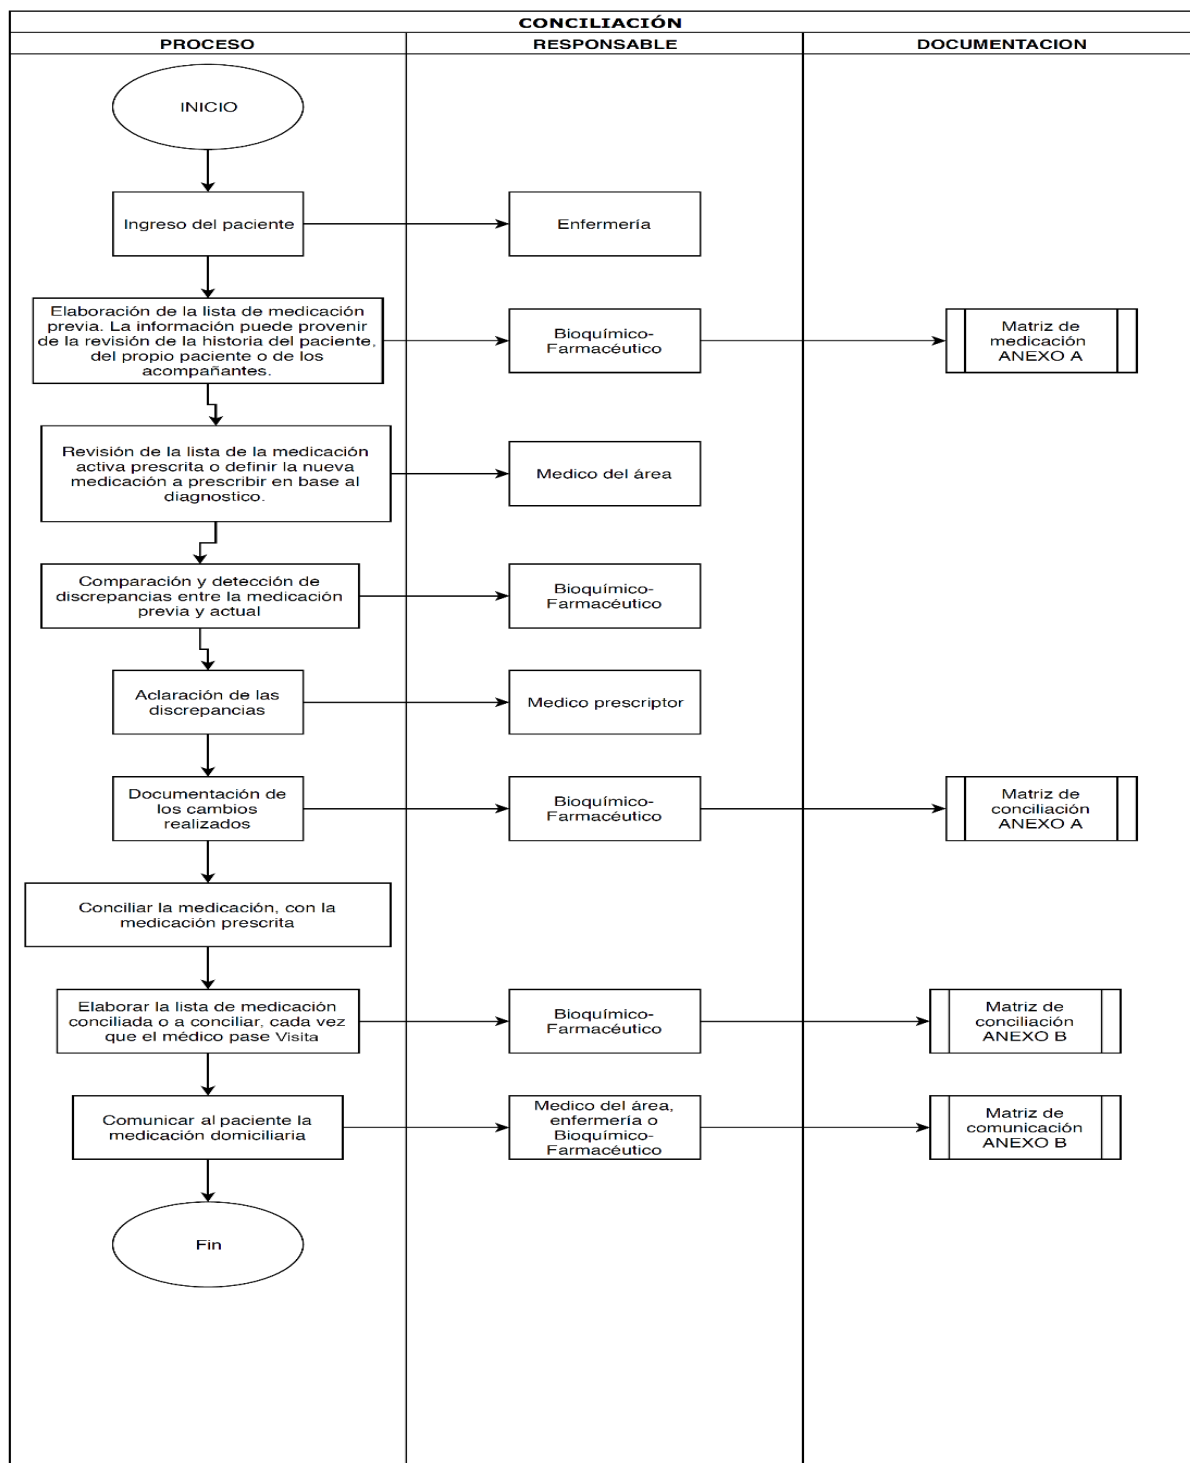 CONCILIACIÓN
PROCESO
RESPONSABLE
DOCUMENTACION
INICIO
Ingreso del paciente
Enfermería
Elaboración de la lista de medicación
previa. La información puede provenir
de la revisión de la historia del paciente,
del propio paciente o de los
acompañantes.
Bioquímico-
Farmacéutico
Matriz de
medicación
ANEXO A
Revisión de la lista de la medicación
activa prescrita o definir la nueva
medicación a prescribir en base al
diagnostico.
Medico del área
Comparación y detección de
discrepancias entre la medicación
previa y actual
Bioquímico-
Farmacéutico
Aclaración de las
discrepancias
Medico prescriptor
Documentación de
los cambios
realizados
Bioquímico-
Farmacéutico
Matriz de
conciliación
ANEXO A
Conciliar la medicación, con la
medicación prescrita
Elaborar la lista de medicación
conciliada o a conciliar, cada vez
que el médico pase Visita
Bioquímico-
Farmacéutico
Matriz de
conciliación
ANEXO B
Comunicar al paciente la
medicación domiciliaria
Medico del área,
enfermería o
Bioquímico-
Farmacéutico
Matriz de
comunicación
ANEXO B
Fin